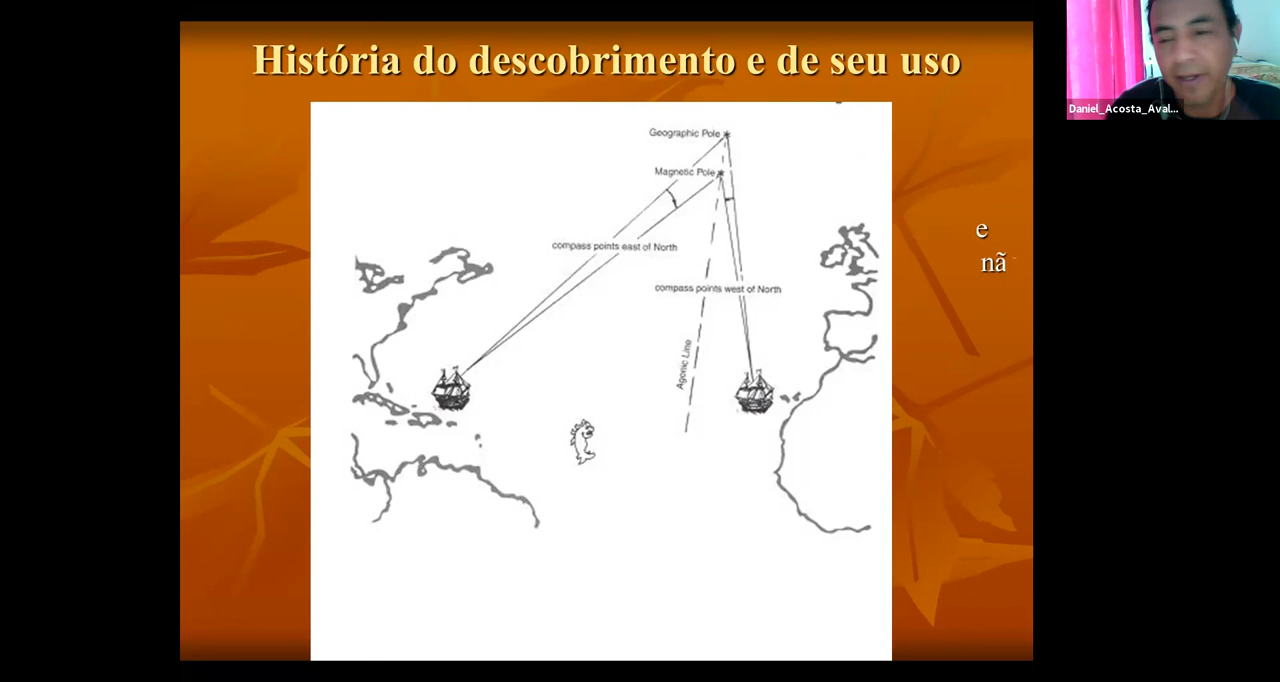 História do descobrimento e de seu uso
Daniel_Acosta_Aval...
Geographic Pole
Magnetic Pole
e
nã
compass points east of North
compass points west of North
Agonic Line